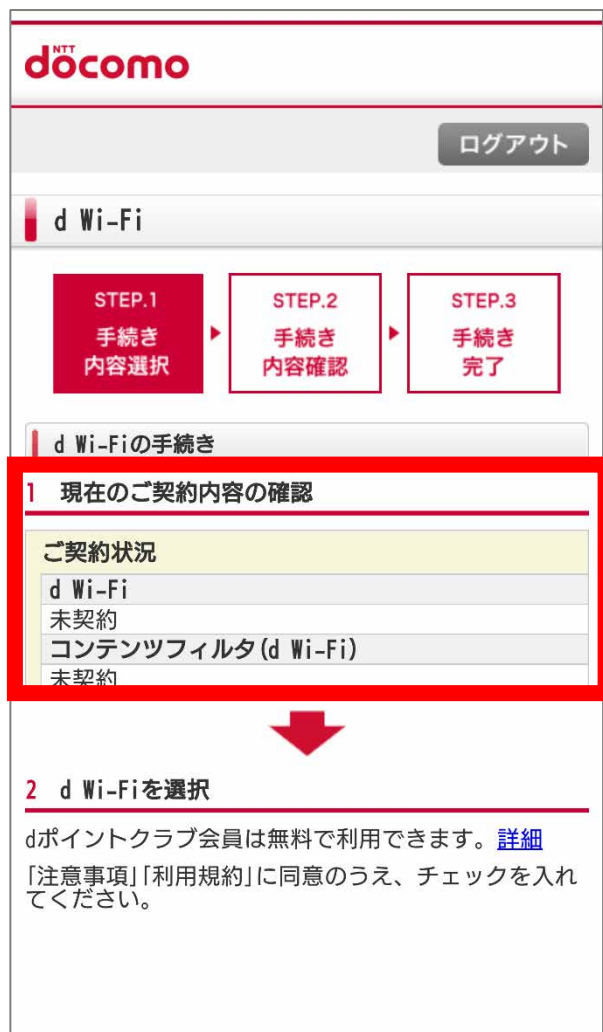 NTT
docomo
ログアウト
d Wi-Fi
STEP.1
手続き
内容選択
STEP.2
手続き
内容確認
STEP.3
手続き
完了
d Wi-Fiの手続き
1 現在のご契約内容の確認
ご契約状況
d Wi-Fi
未契約
コンテンツフィルタ(d Wi-Fi)
未契約
2 d Wi-Fiを選択
dポイントクラブ会員は無料で利用できます。詳細
「注意事項」「利用規約」に同意のうえ、チェックを入れ
てください。